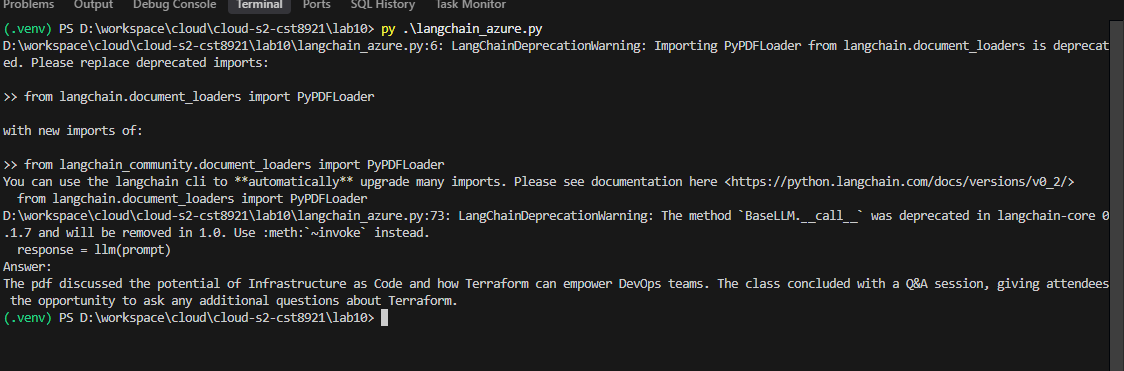 Problems Output Debug Console Terminal Ports SQL History Task Monitor
(.venv) PS D:\workspace\cloud\cloud-s2-cst8921\lab10> py .\langchain_azure.py
D:\workspace\cloud\cloud-s2-cst8921\lab10\langchain_azure.py:6: LangChainDeprecationWarning: Importing PyPDFLoader from langchain.document_loaders is deprecat
ed. Please replace deprecated imports:
>> from langchain.document_loaders import PyPDFLoader
with new imports of:
>> from langchain_community.document_loaders import PyPDFLoader
You can use the langchain cli to **automatically** upgrade many imports. Please see documentation here <https://python.langchain.com/docs/versions/v0_2/>
from langchain.document_loaders import PyPDFLoader
D:\workspace\cloud\cloud-s2-cst8921\lab10\langchain_azure.py:73: LangChainDeprecationWarning: The method `BaseLLM.__call__` was deprecated in langchain-core 0
.1.7 and will be removed in 1.0. Use :meth:`~invoke` instead.
response = llm(prompt)
Answer:
The pdf discussed the potential of Infrastructure as Code and how Terraform can empower DevOps teams. The class concluded with a Q&A session, giving attendees
the opportunity to ask any additional questions about Terraform.
(.venv) PS D:\workspace\cloud\cloud-s2-cst8921\lab10>